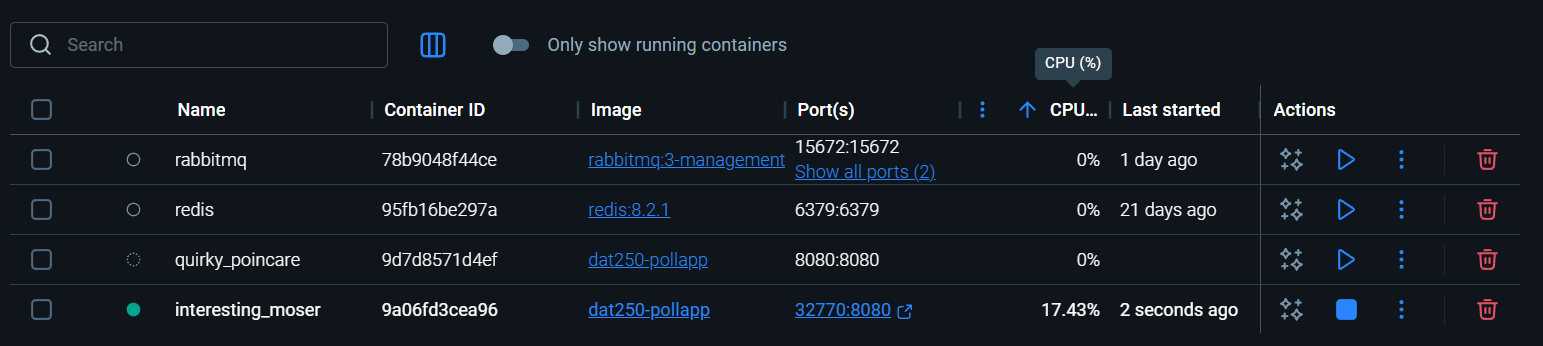 Search
Only show running containers
CPU (%)
Name Container ID Image Port(s) CPU... Last started Actions
rabbitmq 78b9048f44ce rabbitmq:3-management 15672:15672 0% 1 day ago
Show all ports (2)
redis 95fb16be297a redis:8.2.1 6379:6379 0% 21 days ago
quirky_poincare 9d7d8571d4ef dat250-pollapp 8080:8080 0%
interesting_moser 9a06fd3cea96 dat250-pollapp 32770:8080 17.43% 2 seconds ago